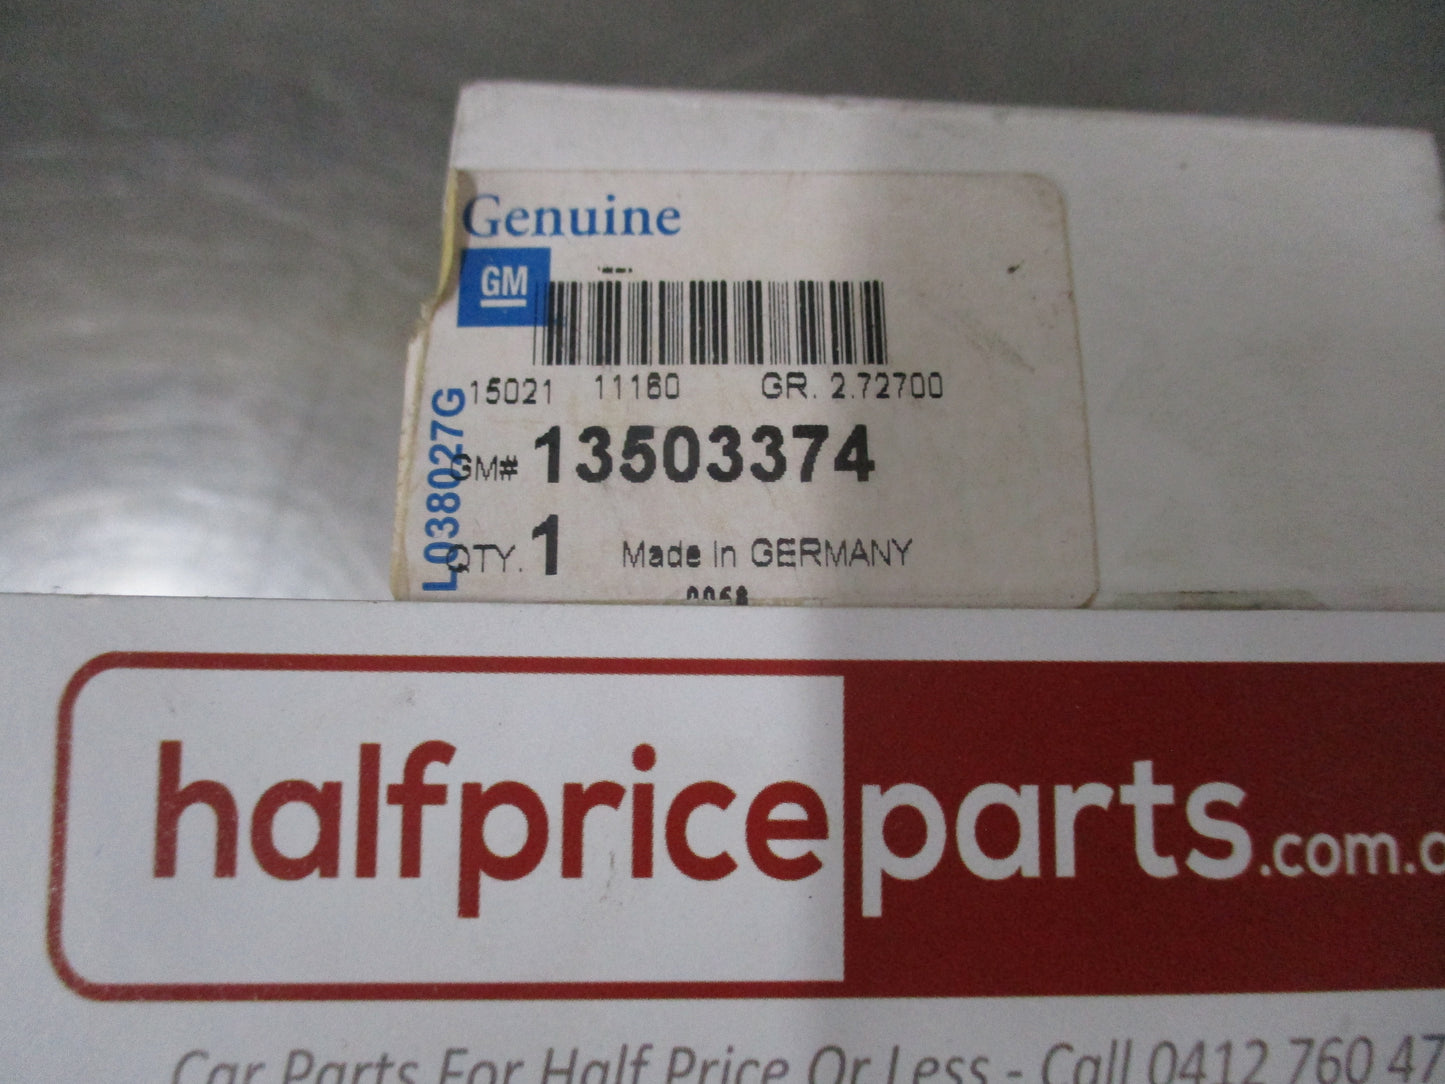 Genuine
GM
15021 11160 GR. 2.72700
GM# 13503374
QTY. 1 Made in GERMANY
L038027G
halfpriceparts.com.
Car Parts For Half Price Or Less - Call 0412 760 47